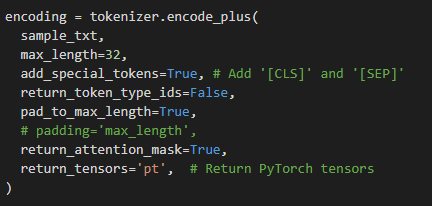 encoding = tokenizer.encode_plus(
  sample_txt,
  max_length=32,
  add_special_tokens=True, # Add '[CLS]' and '[SEP]'
  return_token_type_ids=False,
  pad_to_max_length=True,
  # padding='max_length',
  return_attention_mask=True,
  return_tensors='pt',  # Return PyTorch tensors
)